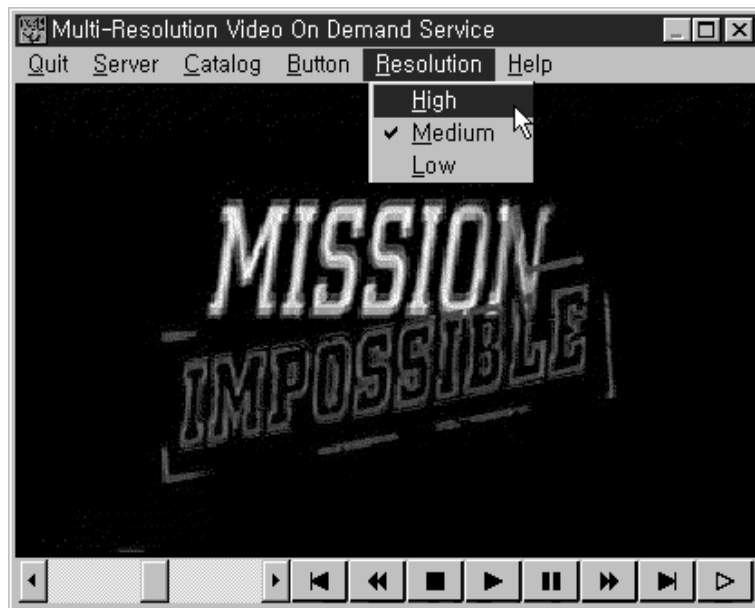 Multi-Resolution Video On Demand Service
Quit Server Catalog Button Resolution Help
High
Medium
Low
MISSION
IMPOSSIBLE